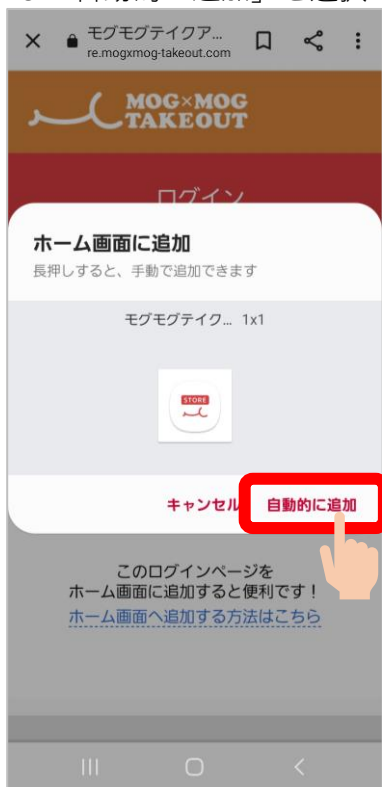 モグモグテイクア...
re.mogxmog-takeout.com
MOG×MOG
TAKEOUT
ログイン
ホーム画面に追加
長押しすると、手動で追加できます
モグモグテイク... 1x1
STORE
キャンセル 自動的に追加
このログインページを
ホーム画面に追加すると便利です！
ホーム画面へ追加する方法はこちら